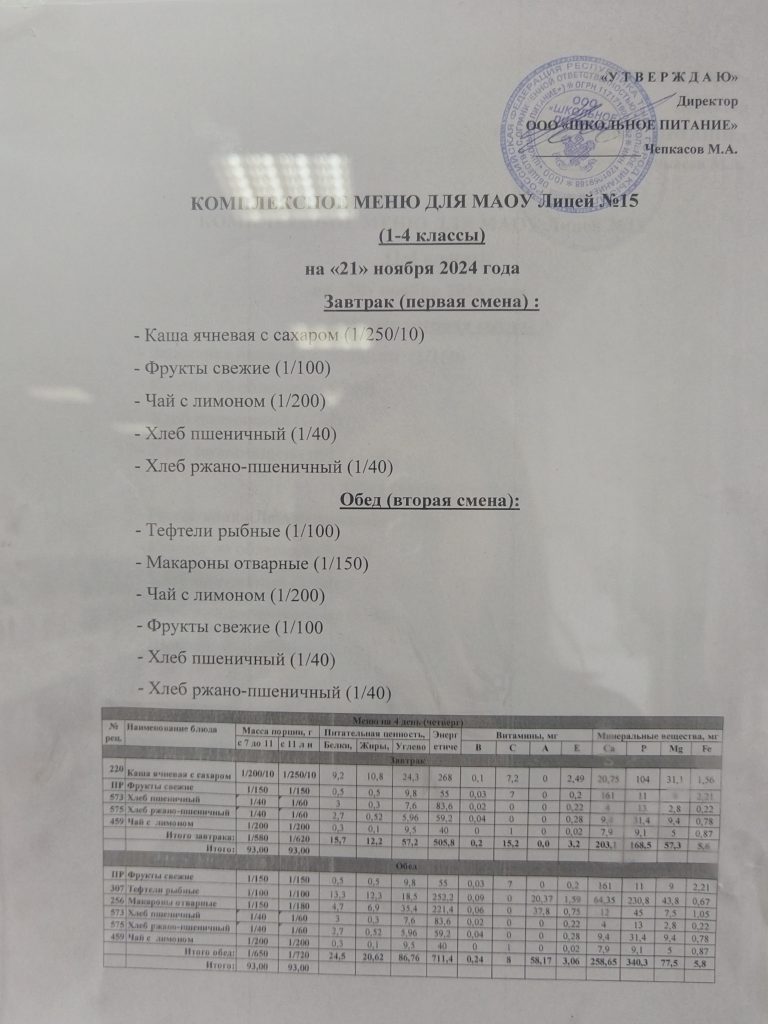 «У Т В Е Р Ж Д А Ю»
Директор
ООО «ШКОЛЬНОЕ ПИТАНИЕ»
Чепкасов М.А.
КОМПЛЕКСНОЕ МЕНЮ ДЛЯ МАОУ Лицей №15
(1-4 классы)
на «21» ноября 2024 года
Завтрак (первая смена) :
- Каша ячневая с сахаром (1/250/10)
- Фрукты свежие (1/100)
- Чай с лимоном (1/200)
- Хлеб пшеничный (1/40)
- Хлеб ржано-пшеничный (1/40)
Обед (вторая смена):
- Тефтели рыбные (1/100)
- Макароны отварные (1/150)
- Чай с лимоном (1/200)
- Фрукты свежие (1/100
- Хлеб пшеничный (1/40)
- Хлеб ржано-пшеничный (1/40)
Меню на 4 день (четверг)
№ рец. Наименование блюда Масса порции, г Питательная ценность, Энерг Витамины, мг Минеральные вещества, мг
с 7 до 11 с 11 л и Белки, Жиры, Углево етиче B C A E Ca P Mg Fe
Завтрак
220 Каша ячневая с сахаром 1/200/10 1/250/10 9,2 10,8 24,3 268 0,1 7,2 0 2,49 20,75 104 31,1 1,56
ПР Фрукты свежие 1/150 1/150 0,5 0,5 9,8 55 0,03 7 0 0,2 161 11 2,21
573 Хлеб пшеничный 1/40 1/60 3 0,3 7,6 83,6 0,02 0 0 0,22 4 13 2,8 0,22
575 Хлеб ржано-пшеничный 1/40 1/60 2,7 0,52 5,96 59,2 0,04 0 0 0,28 9,4 31,4 9,4 0,78
459 Чай с лимоном 1/200 1/200 0,3 0,1 9,5 40 0 1 0 0,02 7,9 9,1 5 0,87
Итого завтрака: 1/580 1/620 15,7 12,2 57,2 505,8 0,2 15,2 0,0 3,2 203,1 168,5 57,3 5,6
Итого: 93,00 93,00
Обед
ПР Фрукты свежие 1/150 1/150 0,5 0,5 9,8 55 0,03 7 0 0,2 161 11 9 2,21
307 Тефтели рыбные 1/100 1/100 13,3 12,3 18,5 252,2 0,09 0 20,37 1,59 64,35 230,8 43,8 0,67
256 Макароны отварные 1/150 1/180 4,7 6,9 35,4 221,4 0,06 0 37,8 0,75 12 45 7,5 1,05
573 Хлеб пшеничный 1/40 1/60 3 0,3 7,6 83,6 0,02 0 0 0,22 4 13 2,8 0,22
575 Хлеб ржано-пшеничный 1/40 1/60 2,7 0,52 5,96 59,2 0,04 0 0 0,28 9,4 31,4 9,4 0,78
459 Чай с лимоном 1/200 1/200 0,3 0,1 9,5 40 0 1 0 0,02 7,9 9,1 5 0,87
Итого обед: 1/650 1/720 24,5 20,62 86,76 711,4 0,24 8 58,17 3,06 258,65 340,3 77,5 5,8
Итого: 93,00 93,00